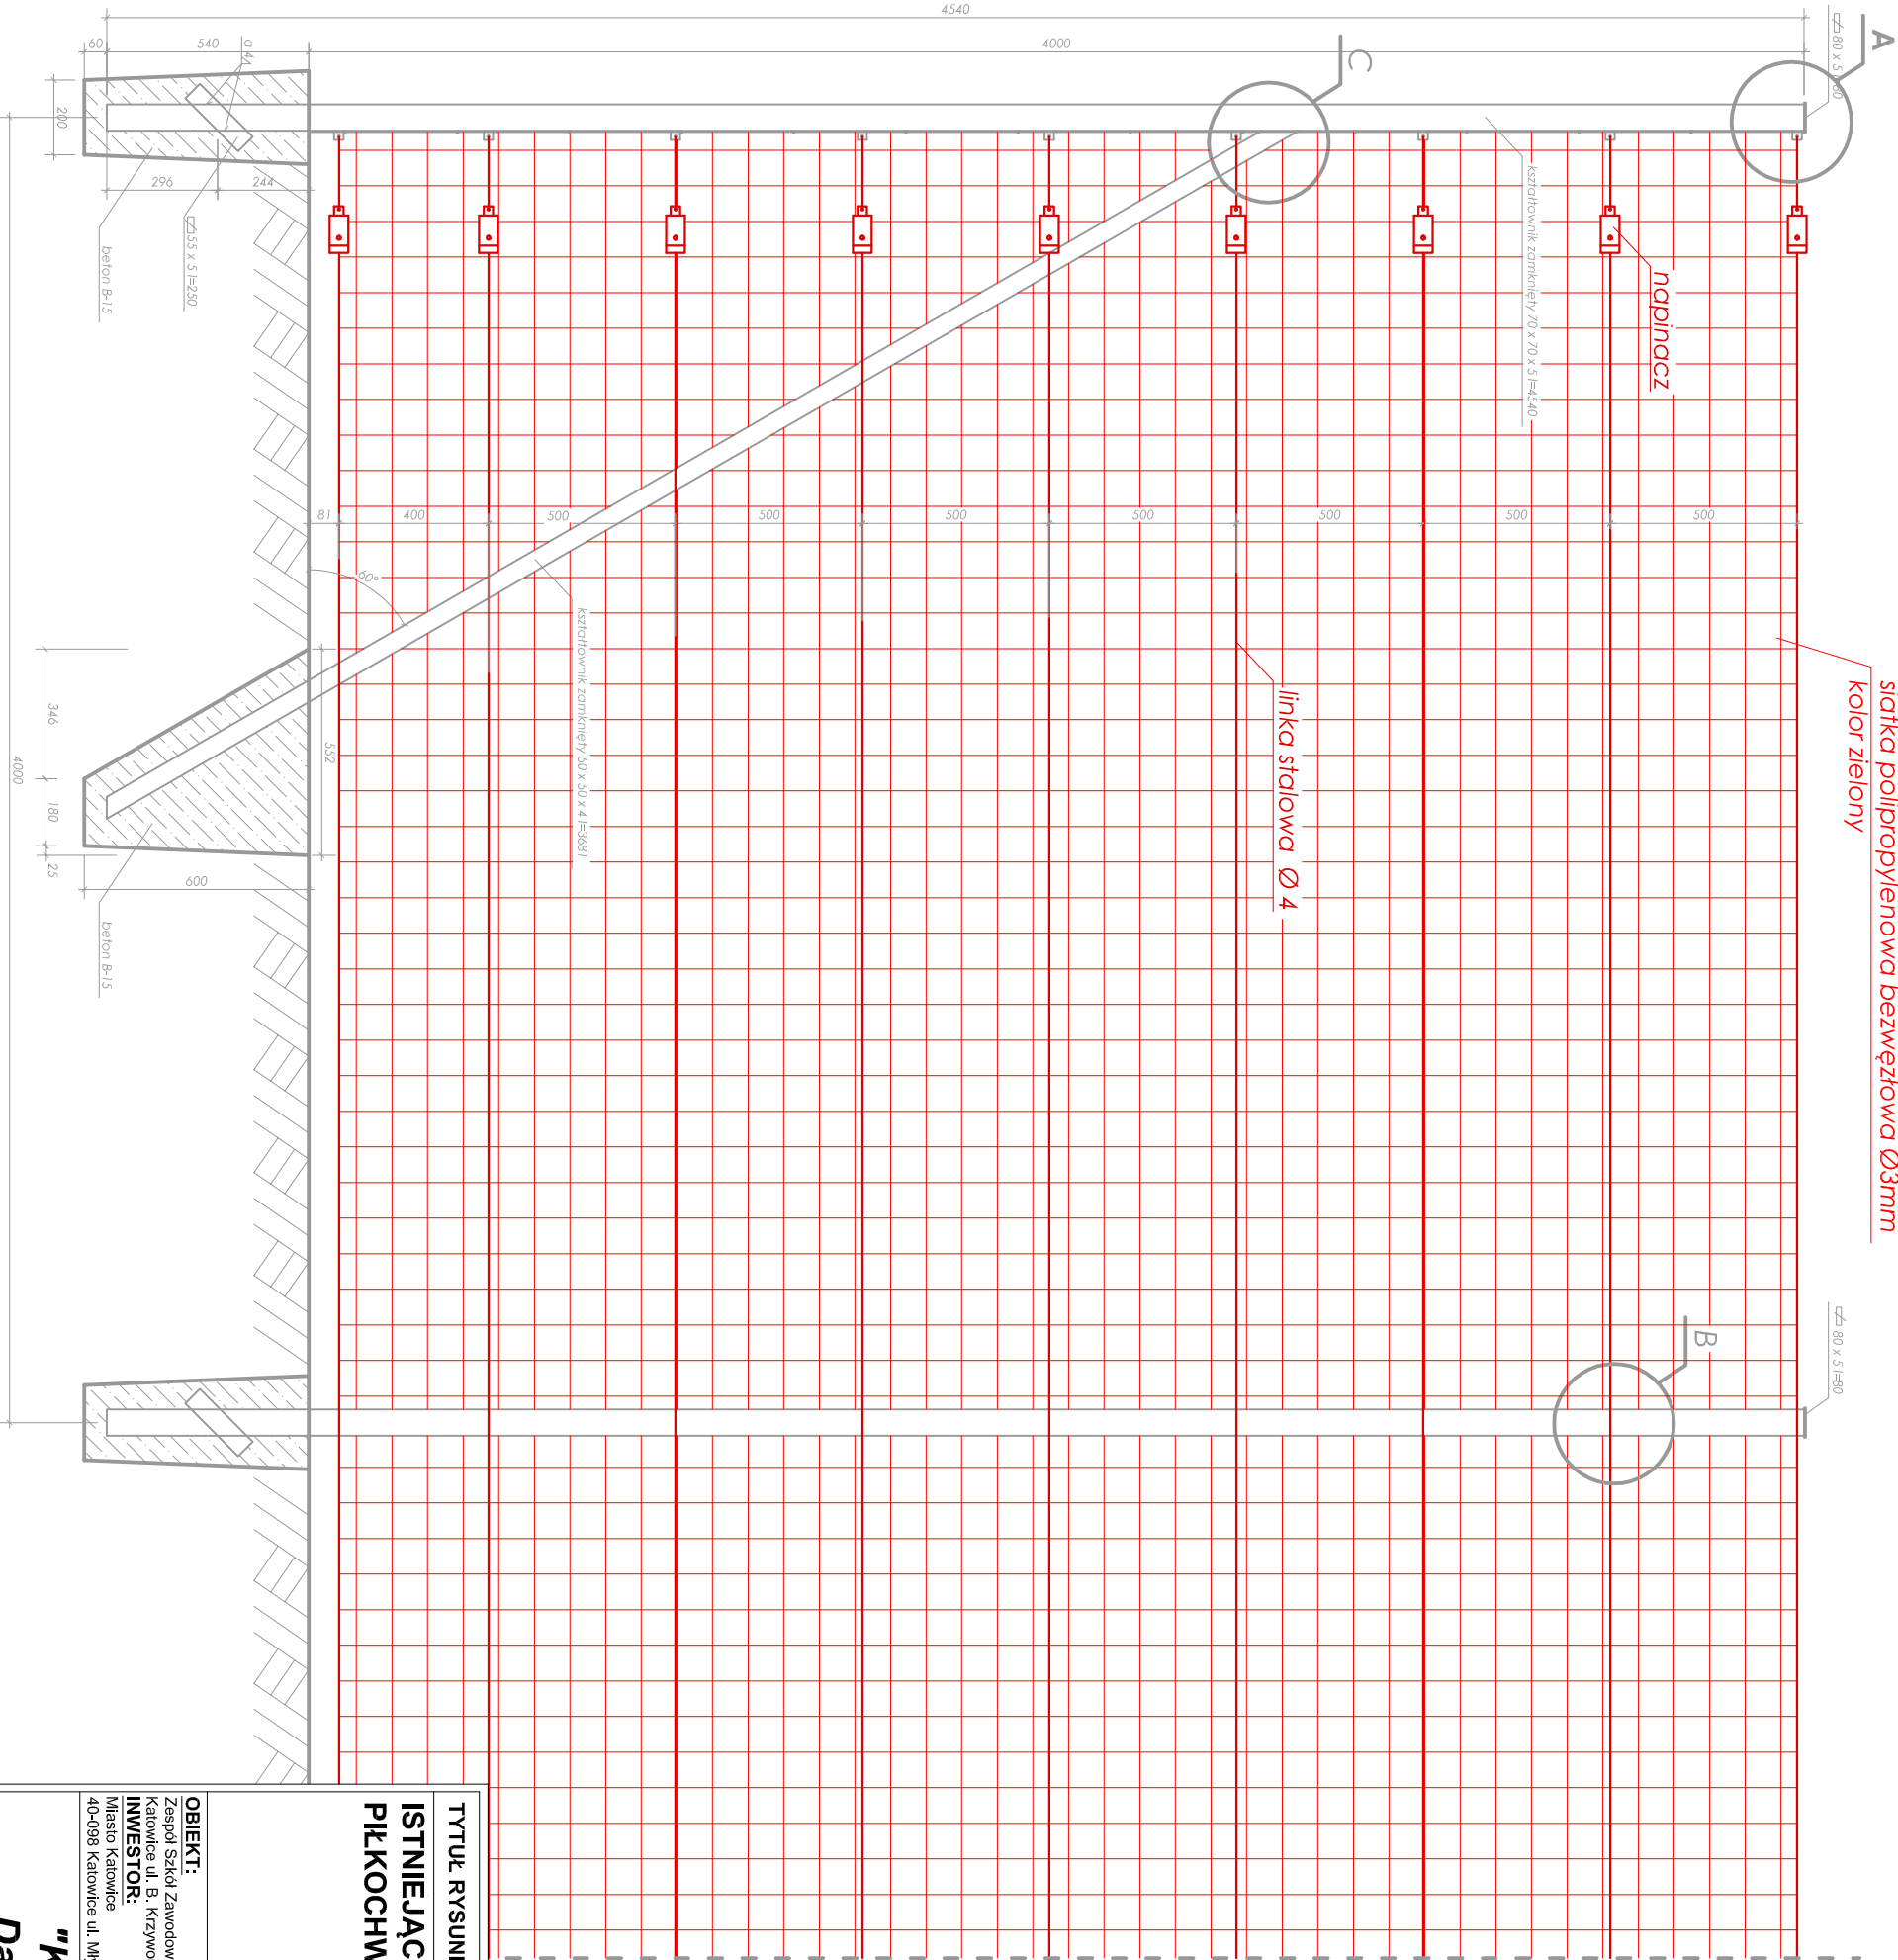 A
80 x 5 l=80
siatka polipropylenowa bezwęzłowa Ø3mm
kolor zielony
80 x 5 l=80
B
napinacz
kształtownik zamknięty 70 x 70 x 5 l=4540
C
linka stalowa Ø 4
kształtownik zamknięty 50 x 50 x 4 l=3681
4540
4000
540
60
a 4
200
296
244
55 x 5 l=250
beton B-15
81
400
500
500
500
500
500
500
500
60°
552
346
180
25
600
4000
beton B-15
TYTUŁ RYSUN
ISTNIEJĄC
PIŁKOCHW
OBIEKT:
Zespół Szkół Zawodow
Katowice ul. B. Krzywo
INWESTOR:
Miasto Katowice
40-098 Katowice ul. Mł
"K
Da